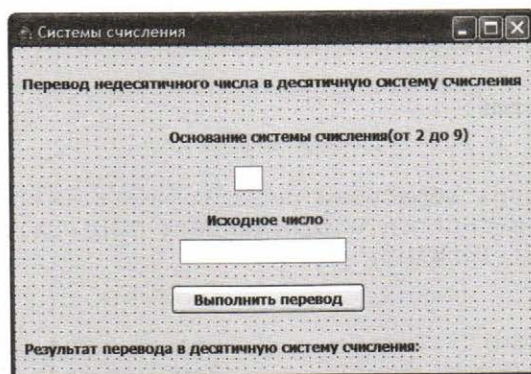 Системы счисления
Перевод недесятичного числа в десятичную систему счисления
Основание системы счисления(от 2 до 9)
Исходное число
Выполнить перевод
Результат перевода в десятичную систему счисления: